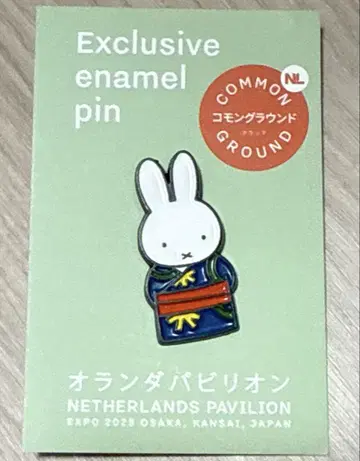 Exclusive
enamel
pin
NL
COMMON
コモングラウンド
GROUND
オランダパビリオン
NETHERLANDS PAVILION
EXPO 2025 OSAKA, KANSAI, JAPAN